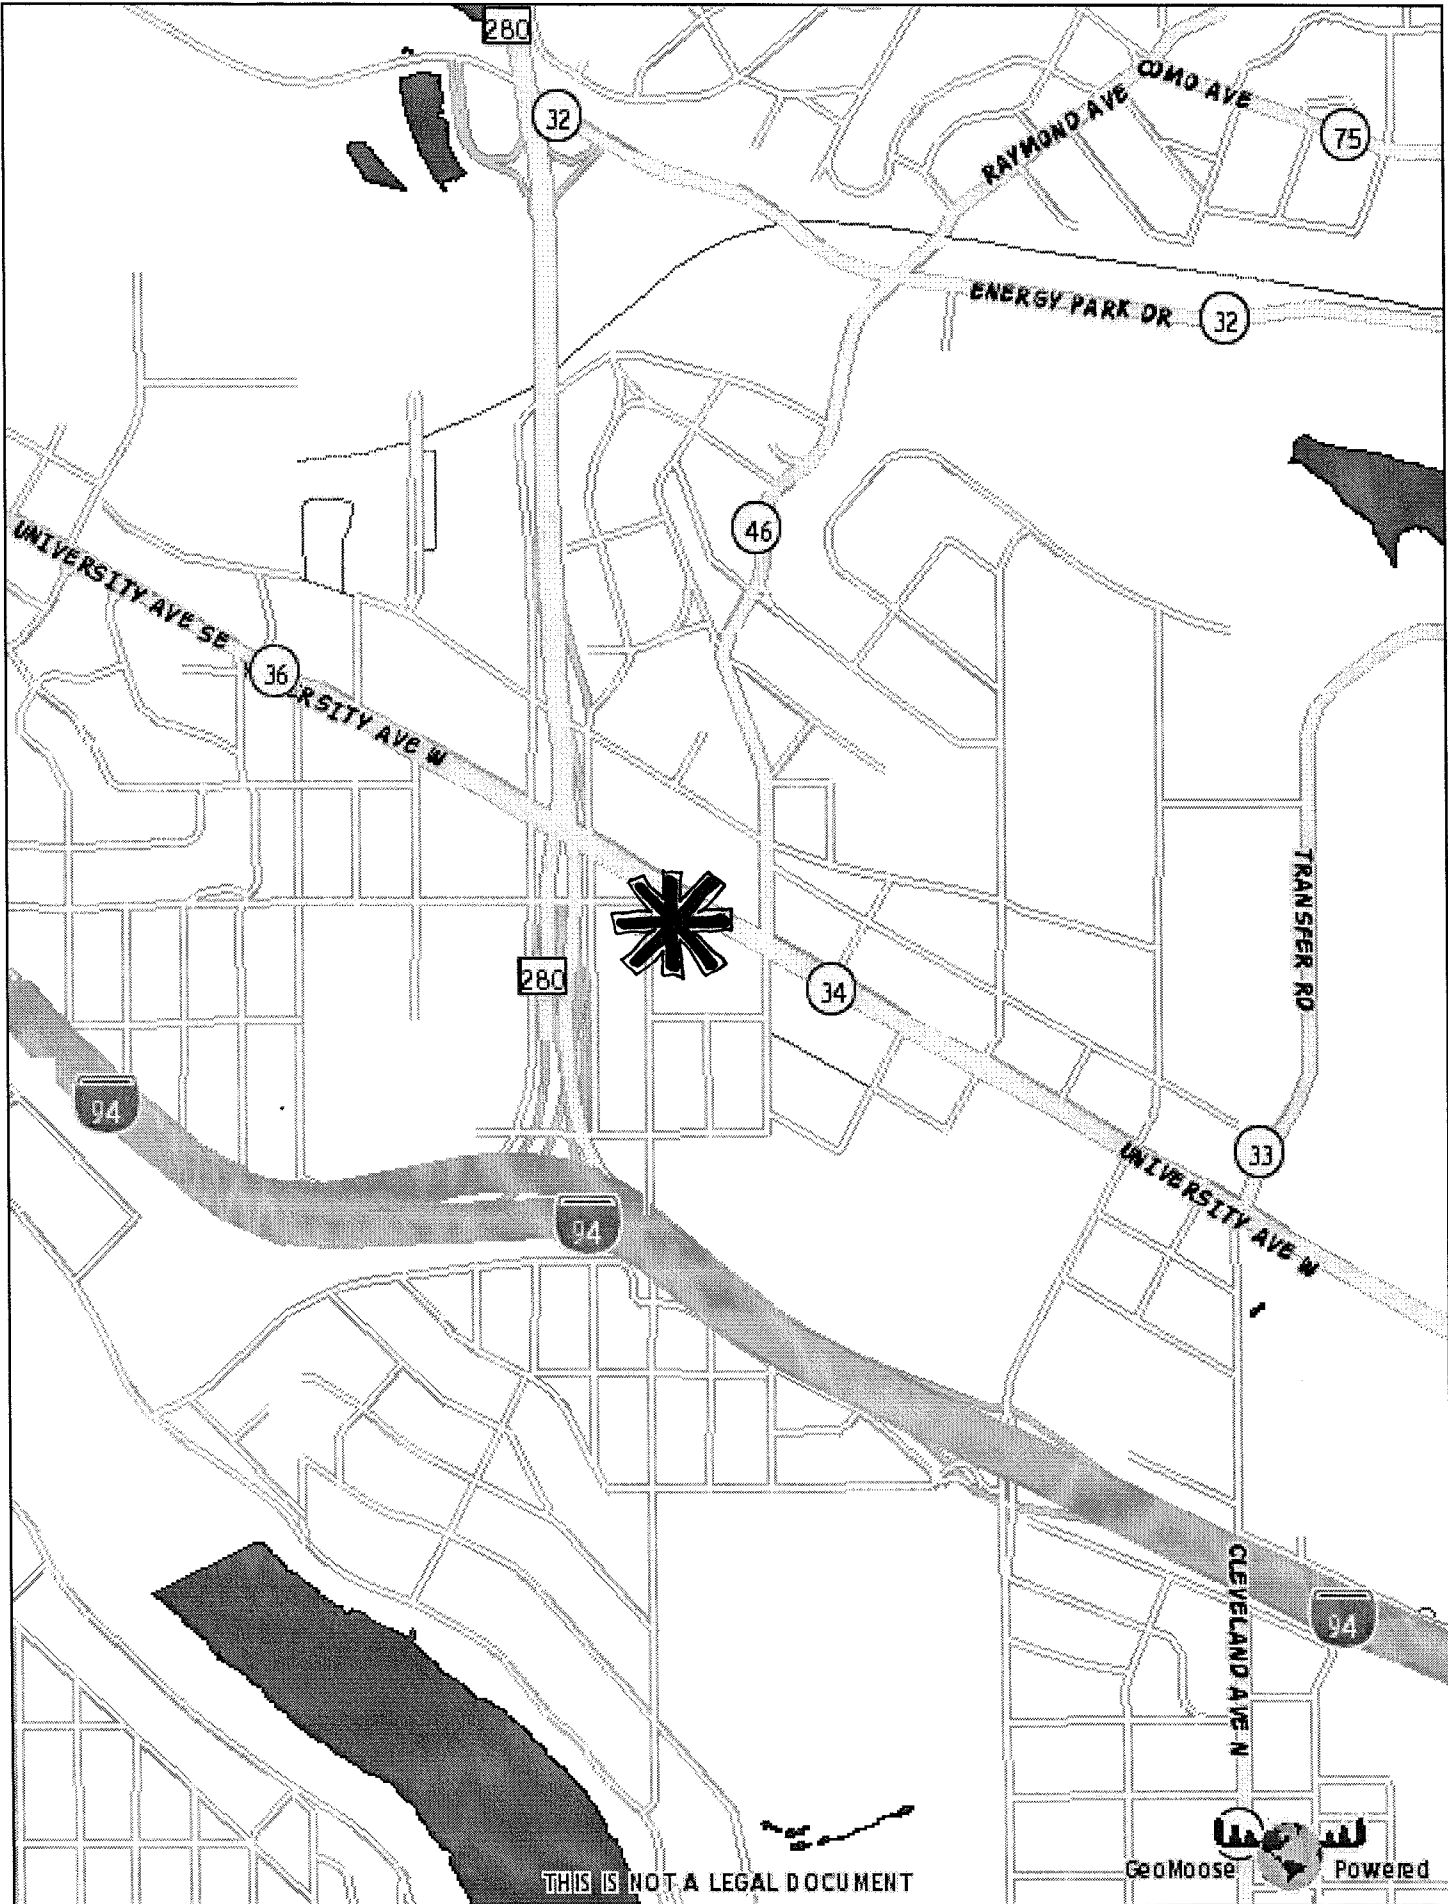 280
32
COMO AVE
75
RAYMOND AVE
ENERGY PARK DR
32
46
UNIVERSITY AVE SE
36
ERSITY AVE W
TRANSFER RD
280
34
94
33
UNIVERSITY AVE W
94
CLEVELAND AVE N
94
GeoMoose Powered
THIS IS NOT A LEGAL DOCUMENT